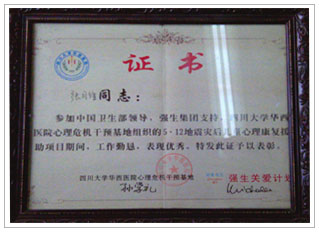 证书
同志：
参加中国卫生部领导，强生集团支持，四川大学华西
医院心理危机干预基地组织的5·12地震灾后 心理康复援
助项目期间，工作勤恳，表现优秀。特发此证予以表彰。
四川大学华西医院心理危机干预基地
强生关爱计划